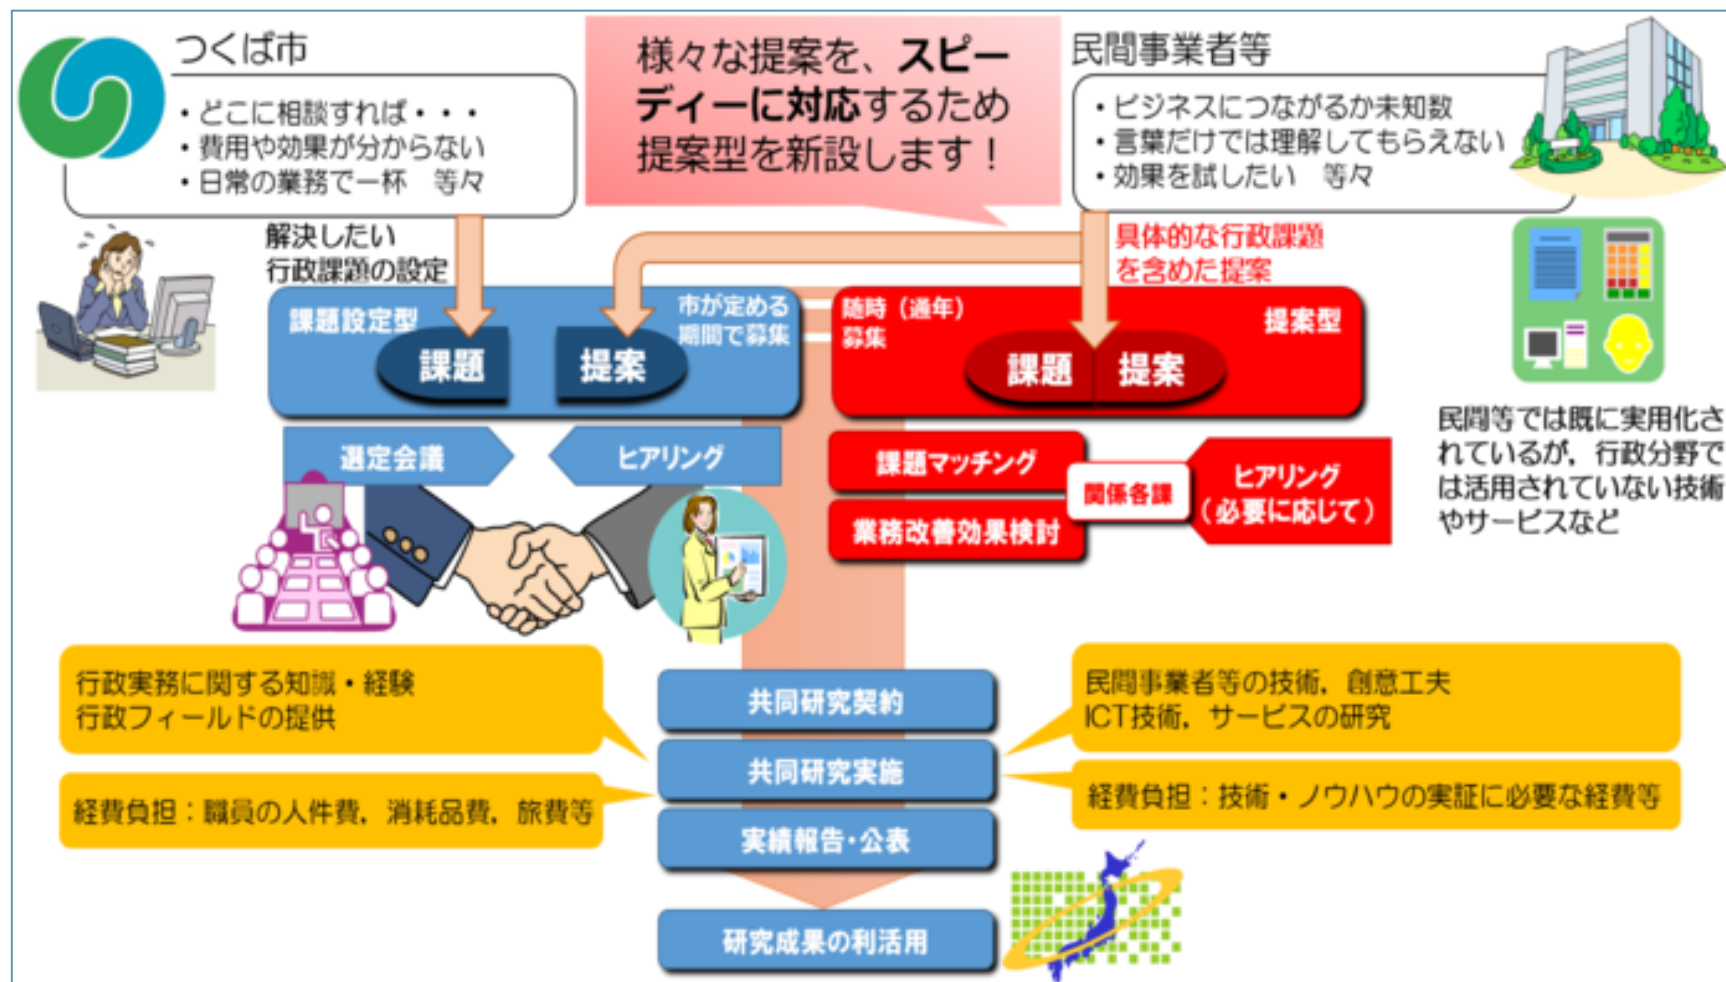 つくば市
・どこに相談すれば・・・
・費用や効果が分からない
・日常の業務で一杯　等々
様々な提案を、スピー
ディーに対応するため
提案型を新設します！
民間事業者等
・ビジネスにつながるか未知数
・言葉だけでは理解してもらえない
・効果を試したい　等々
解決したい
行政課題の設定
具体的な行政課題
を含めた提案
課題設定型
市が定める
期間で募集
課題
提案
随時（通年）
募集
提案型
課題
提案
選定会議
ヒアリング
課題マッチング
業務改善効果検討
関係各課
ヒアリング
（必要に応じて）
民間等では既に実用化さ
れているが，行政分野で
は活用されていない技術
やサービスなど
行政実務に関する知識・経験
行政フィールドの提供
経費負担：職員の人件費，消耗品費，旅費等
共同研究契約
共同研究実施
実績報告・公表
研究成果の利活用
民間事業者等の技術，創意工夫
ICT技術，サービスの研究
経費負担：技術・ノウハウの実証に必要な経費等